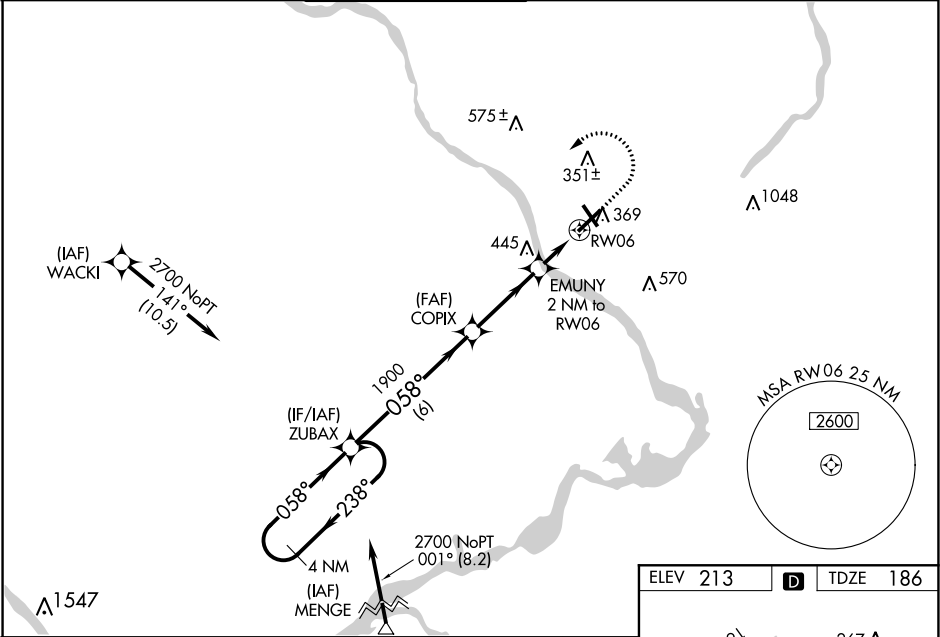 575±
351±
1048
369
RW06
445
(IAF)
WACKI
2700 NoPT
141°
(10.5)
570
EMUNY
2 NM to
RW06
(FAF)
COPIX
1900
058°
(6)
MSA RW06 25 NM
2600
(IF/IAF)
ZUBAX
058°
238°
4 NM
2700 NoPT
001° (8.2)
(IAF)
MENGE
1547
ELEV 213
D
TDZE 186